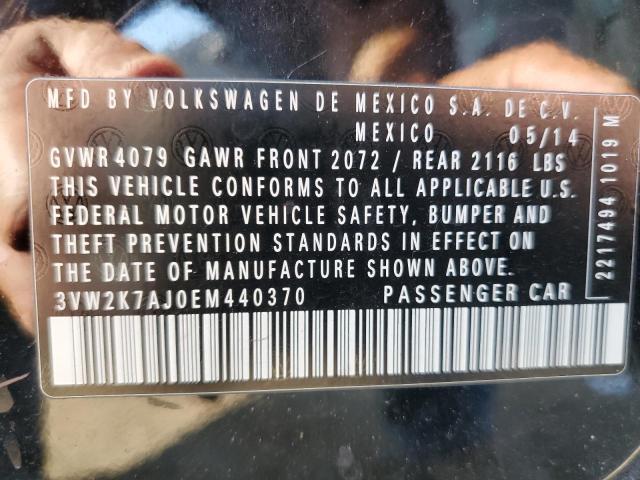 MFD BY VOLKSWAGEN DE MEXICO S.A. DE C.V.
MEXICO 05/14
GVWR 4079 GAWR FRONT 2072 / REAR 2116 LBS
THIS VEHICLE CONFORMS TO ALL APPLICABLE U.S.
FEDERAL MOTOR VEHICLE SAFETY, BUMPER AND
THEFT PREVENTION STANDARDS IN EFFECT ON
THE DATE OF MANUFACTURE SHOWN ABOVE.
3VW2K7AJ0EM440370 PASSENGER CAR
2217494 1019 M